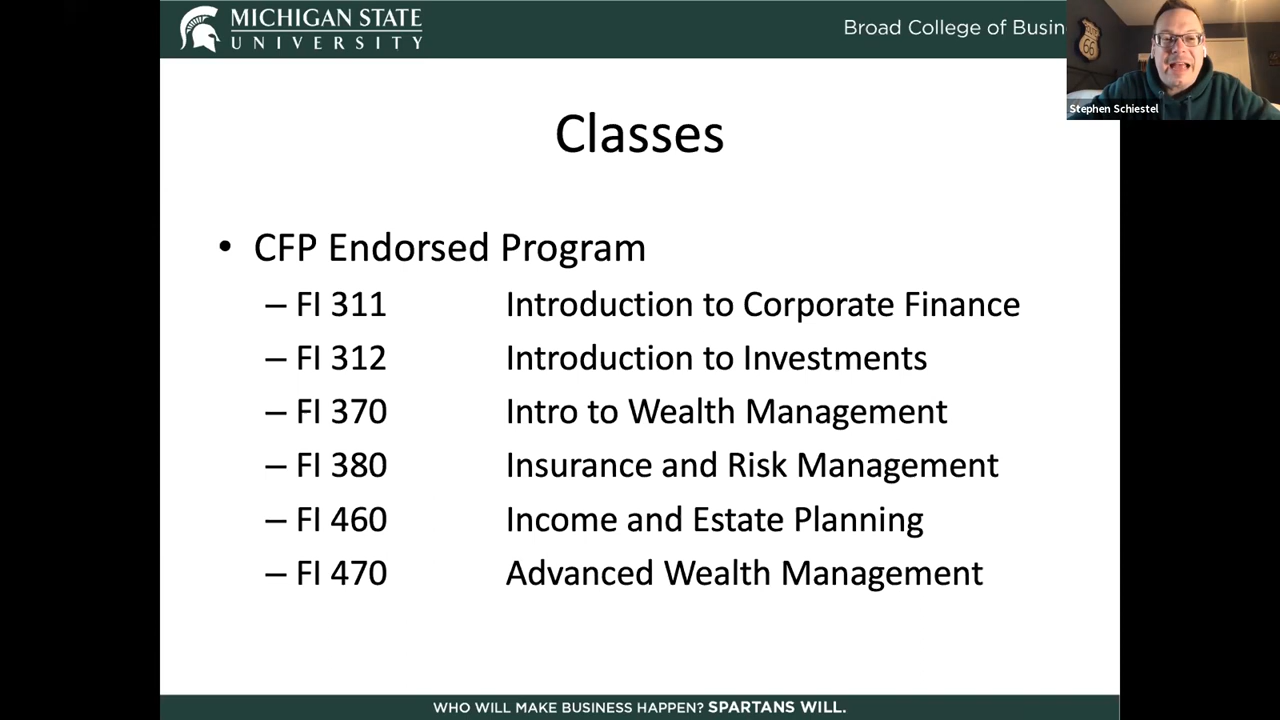 MICHIGAN STATE
UNIVERSITY
Broad College of Busin
66
Stephen Schiestel
Classes
• CFP Endorsed Program
– FI 311 Introduction to Corporate Finance
– FI 312 Introduction to Investments
– FI 370 Intro to Wealth Management
– FI 380 Insurance and Risk Management
– FI 460 Income and Estate Planning
– FI 470 Advanced Wealth Management
WHO WILL MAKE BUSINESS HAPPEN? SPARTANS WILL.